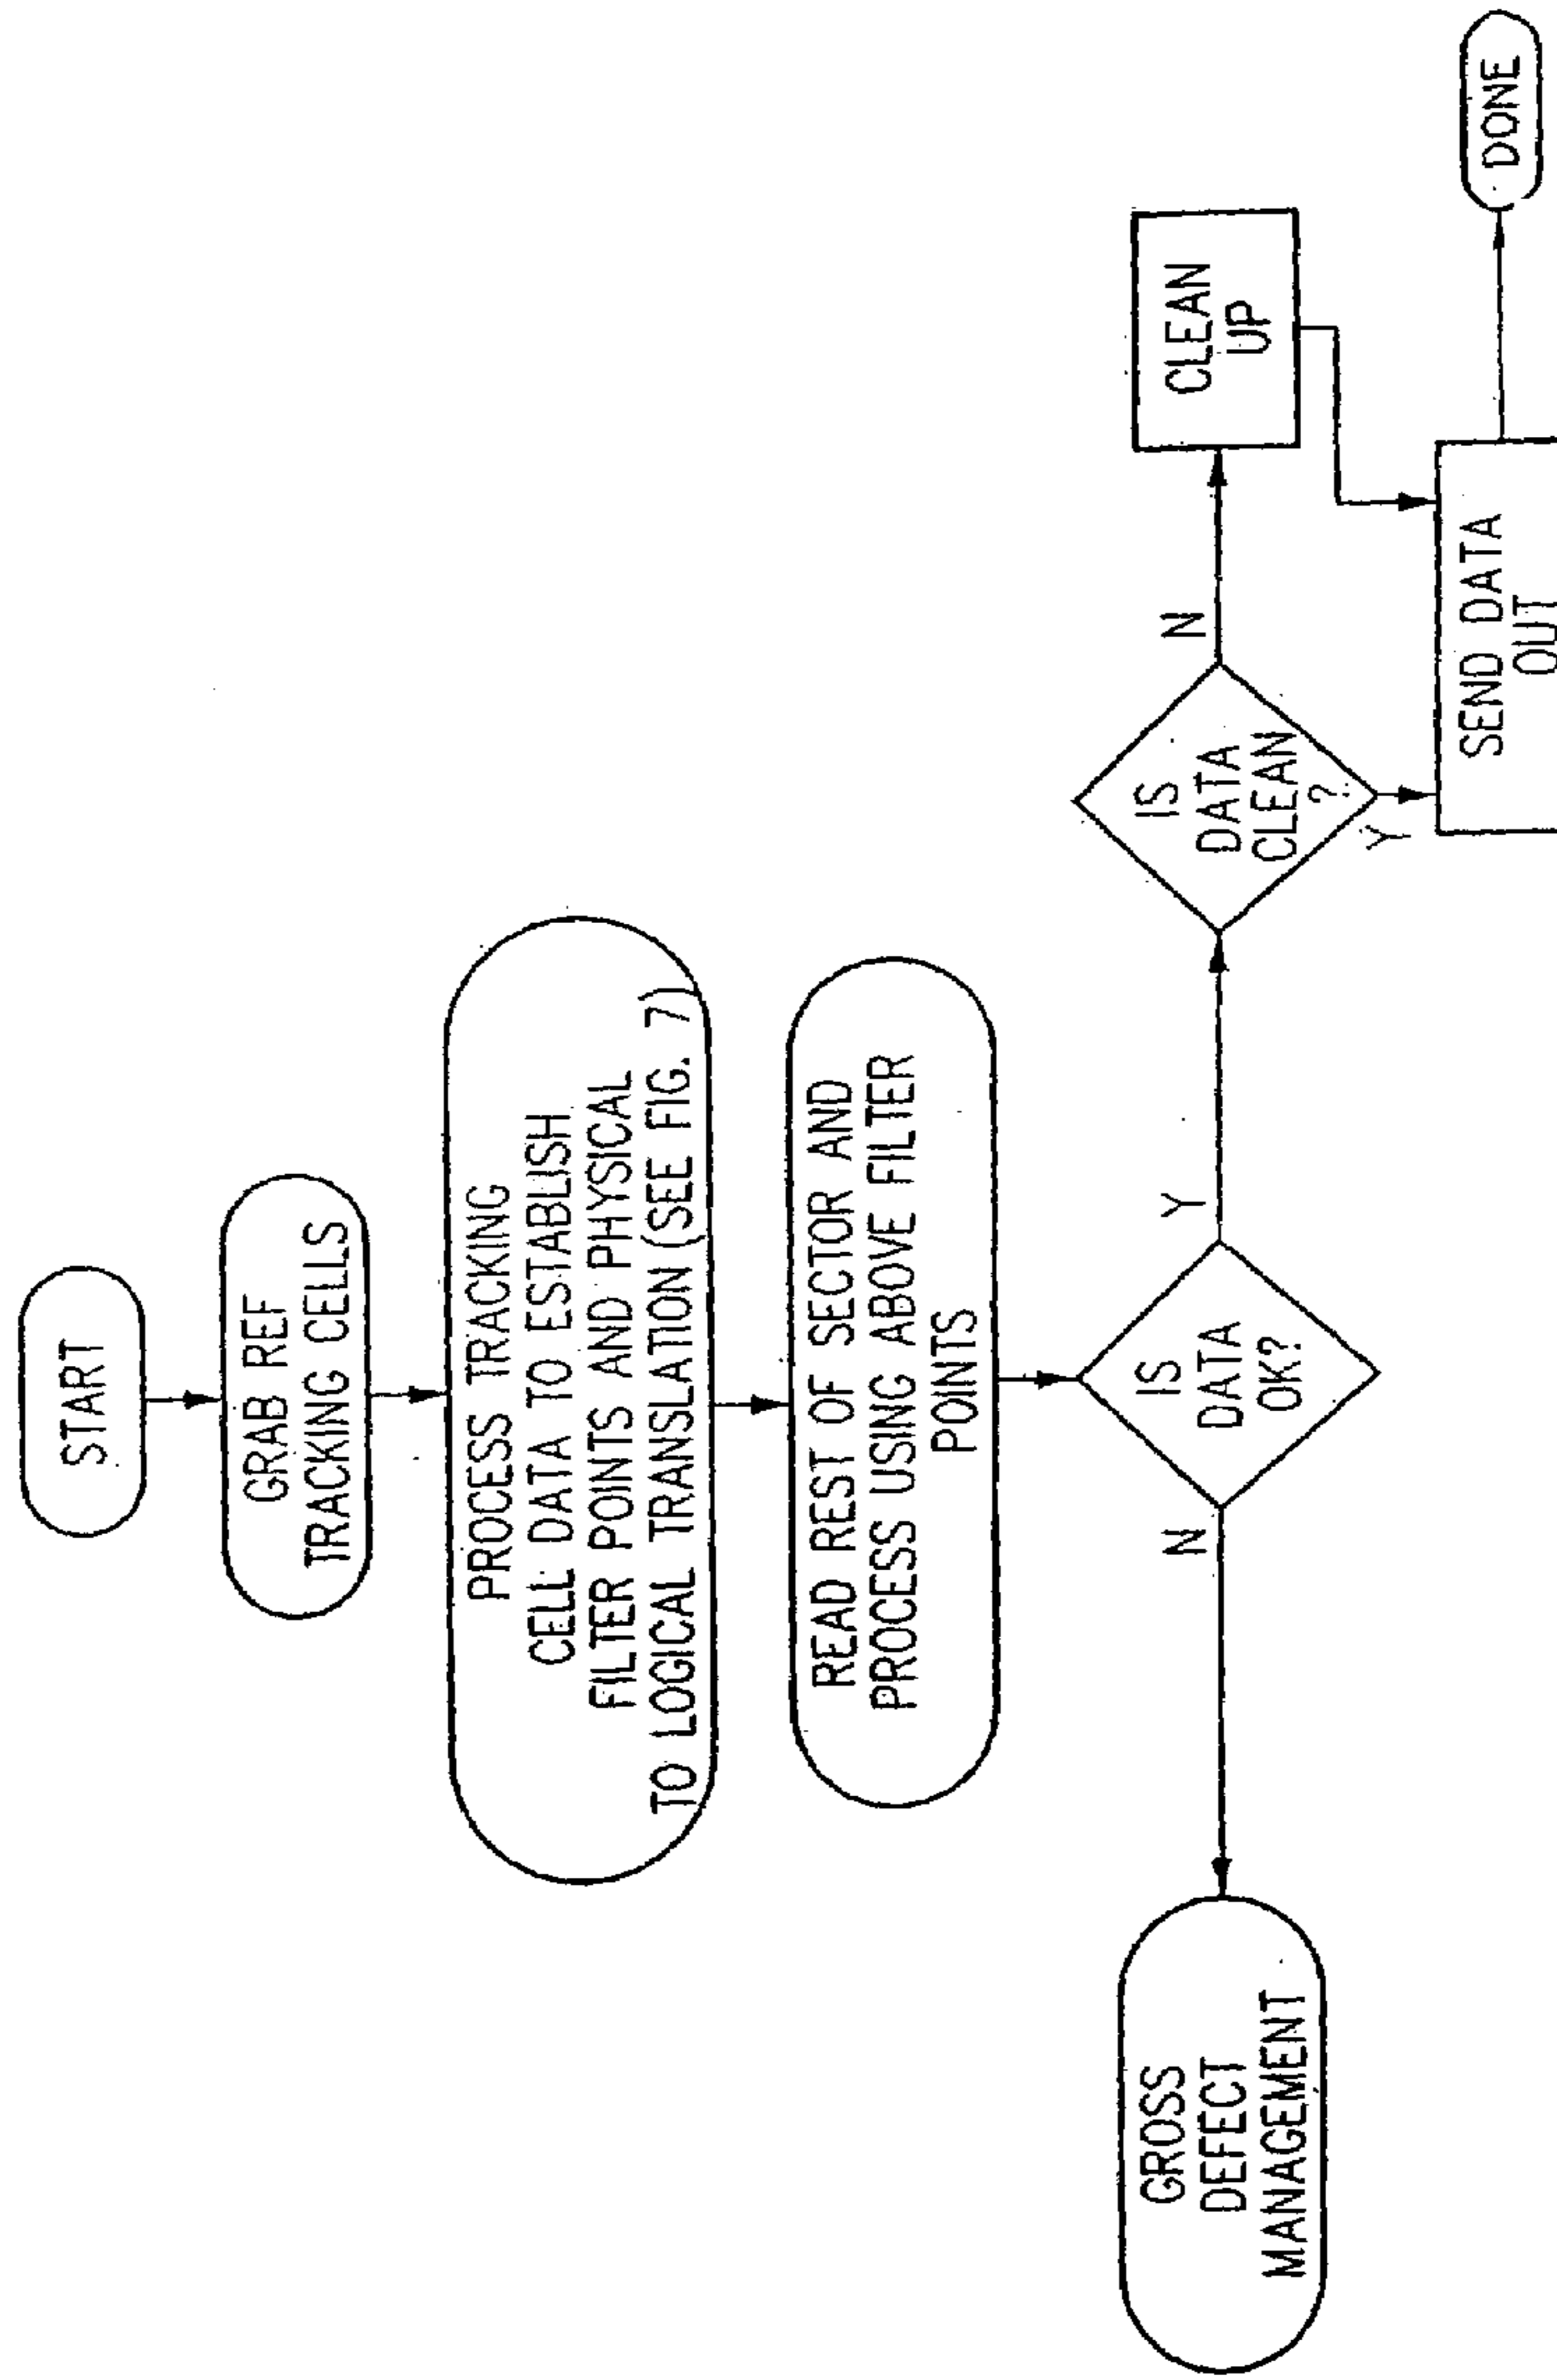 START
GRAB REF
TRACKING CELLS
PROCESS TRACKING
CELL DATA TO ESTABLISH
FILTER POINTS AND PHYSICAL
TO LOGICAL TRANSLATION (SEE FIG. 7)
READ REST OF SECTOR AND
PROCESS USING ABOVE FILTER
POINTS
IS
DATA
OK?
N
Y
GROSS
DEFECT
MANAGEMENT
IS
DATA
CLEAN
?
N
Y
CLEAN
UP
SEND DATA
OUT
DONE